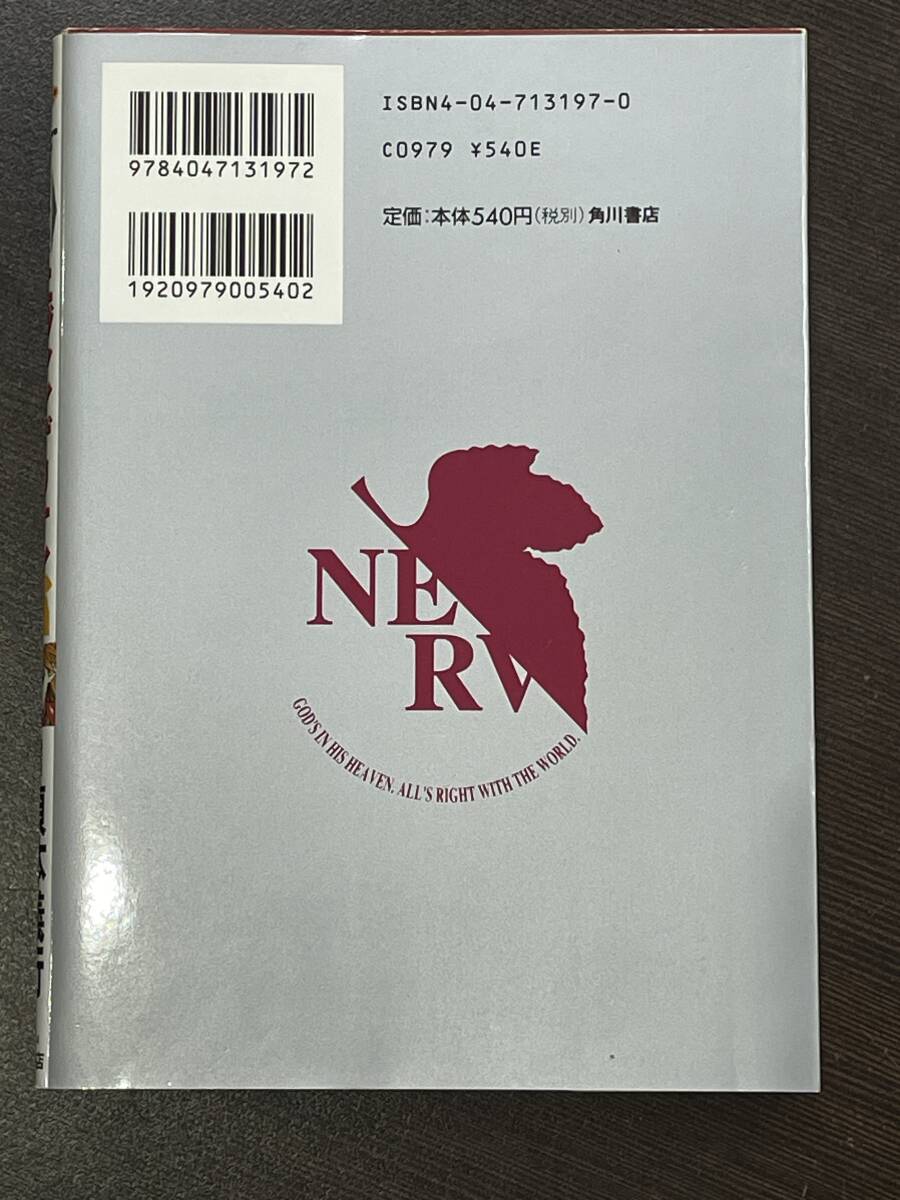 ISBN4-04-713197-0
C0979 ¥540E
定価:本体540円(税別) 角川書店
9784047131972
1920979005402
NERV
GOD'S IN HIS HEAVEN. ALL'S RIGHT WITH THE WORLD.